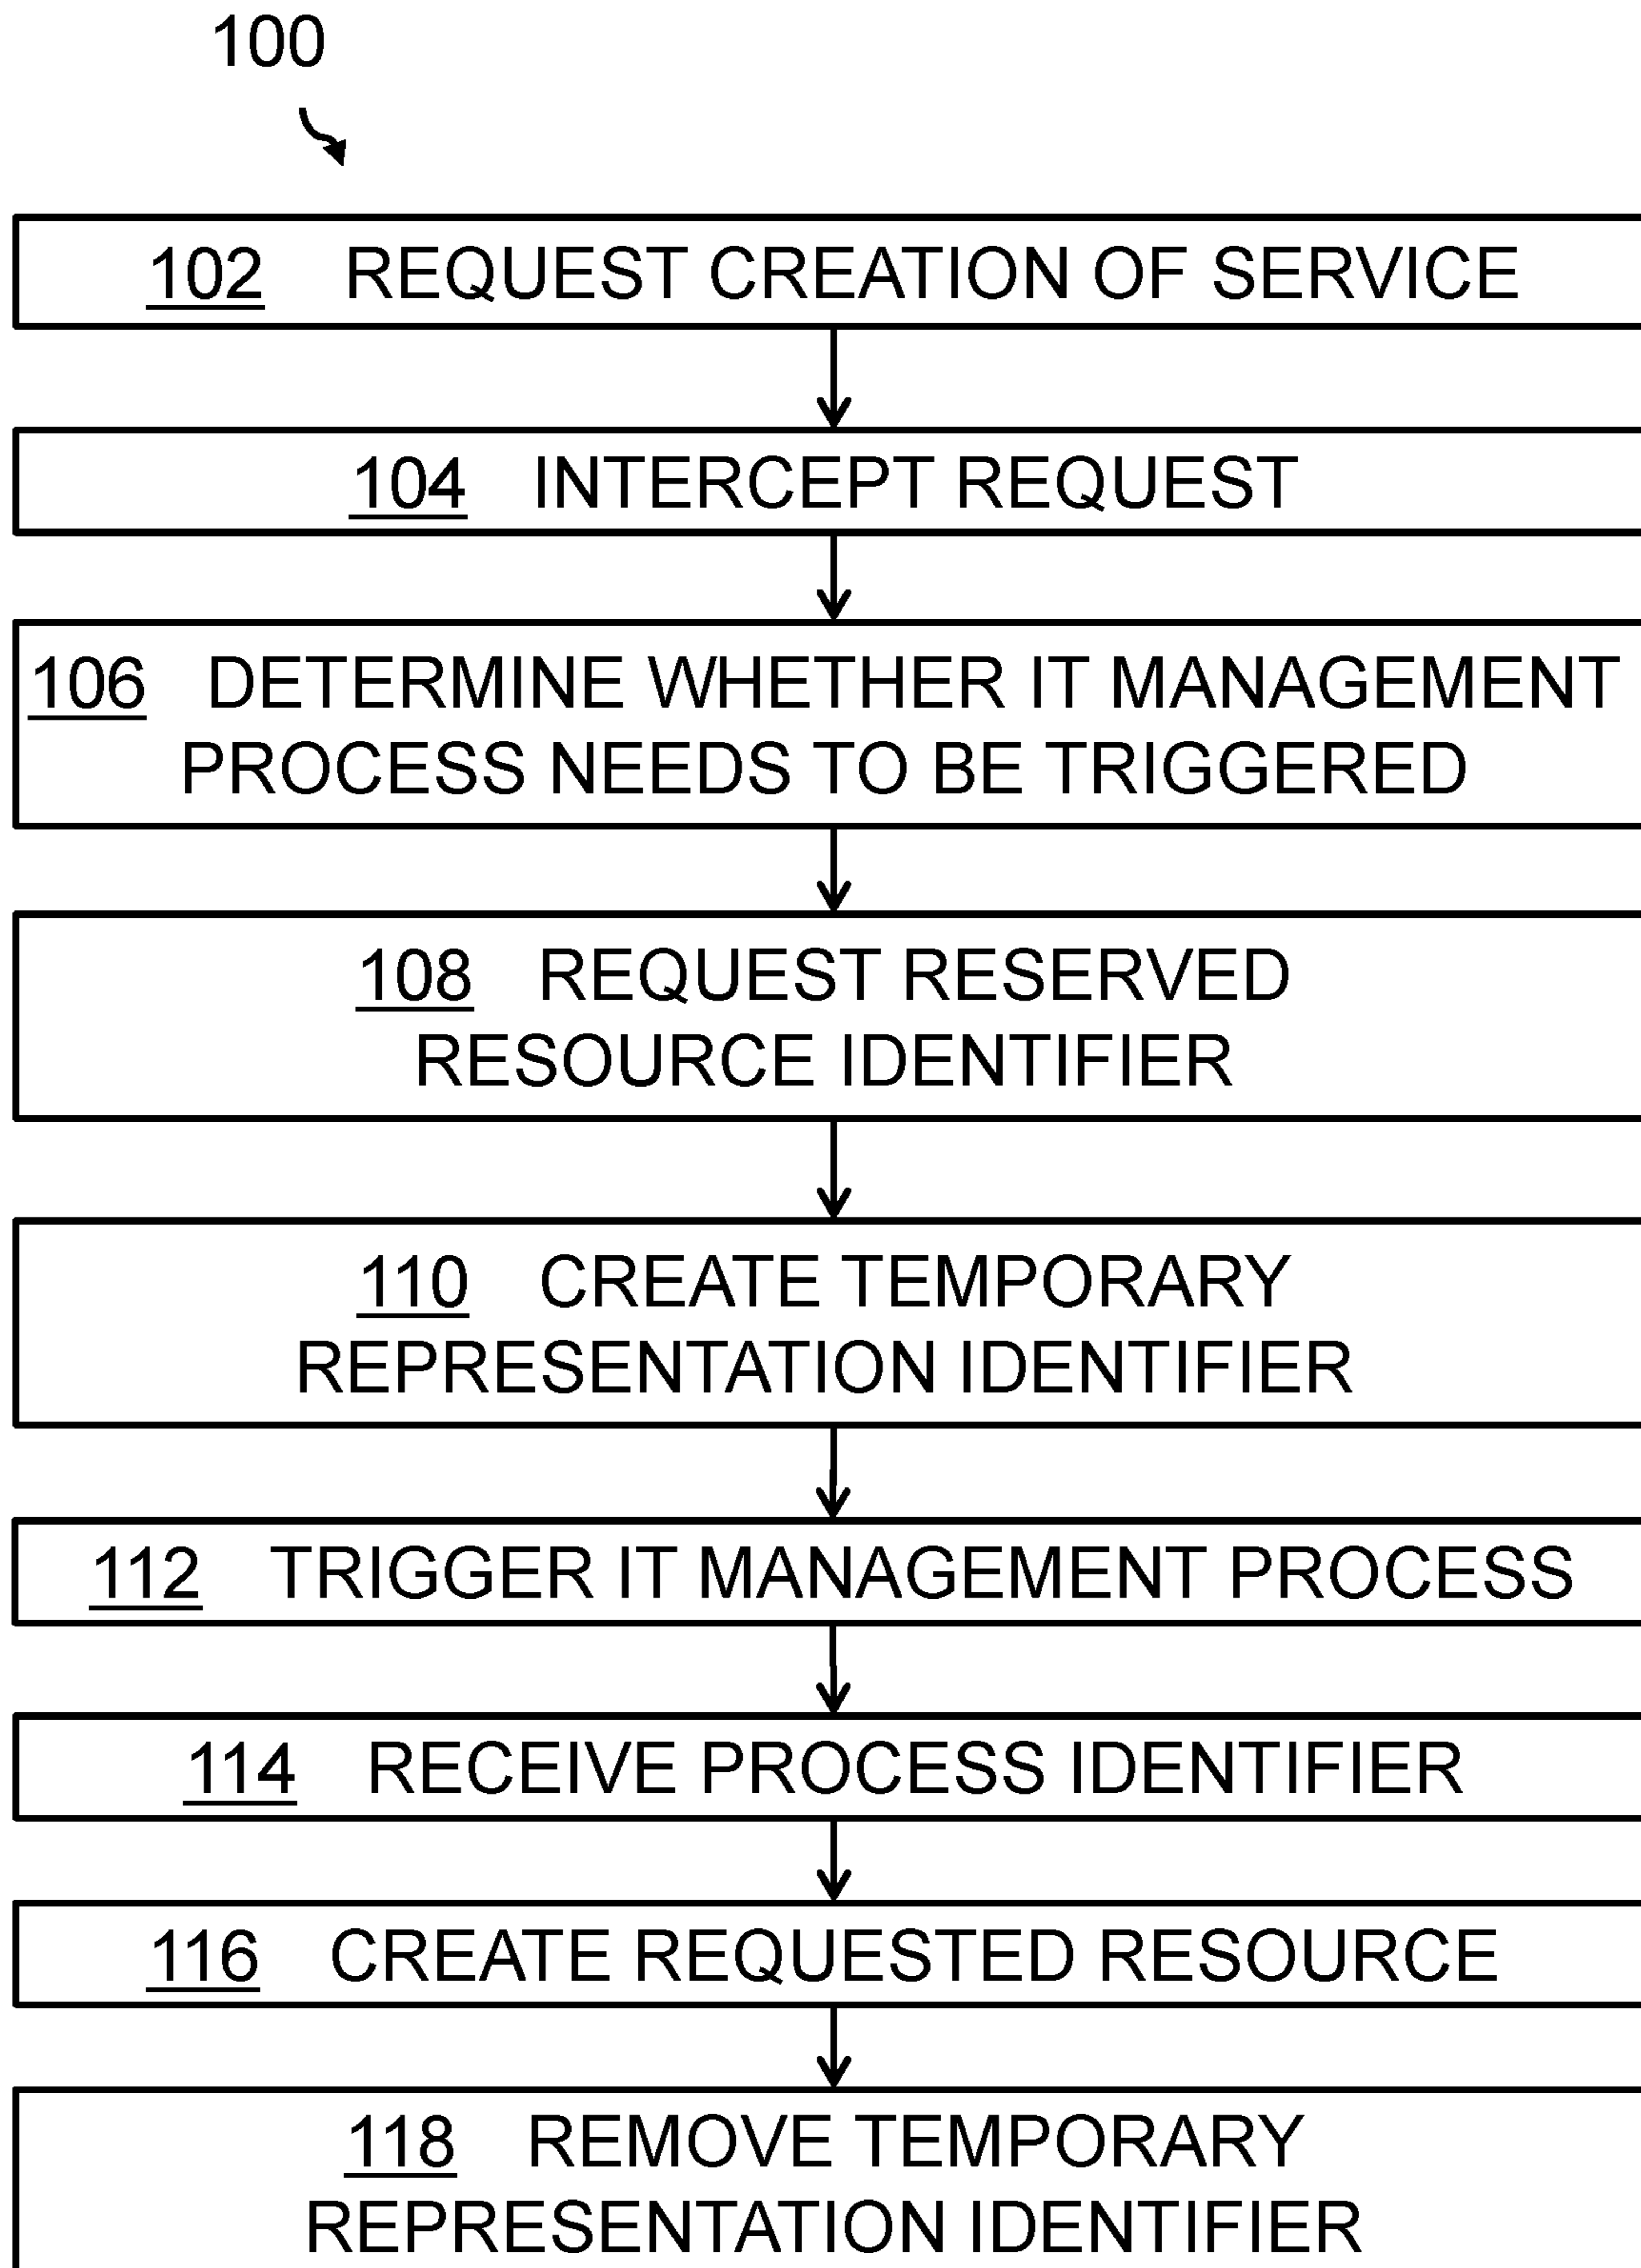 100
102 REQUEST CREATION OF SERVICE
104 INTERCEPT REQUEST
106 DETERMINE WHETHER IT MANAGEMENT
PROCESS NEEDS TO BE TRIGGERED
108 REQUEST RESERVED
RESOURCE IDENTIFIER
110 CREATE TEMPORARY
REPRESENTATION IDENTIFIER
112 TRIGGER IT MANAGEMENT PROCESS
114 RECEIVE PROCESS IDENTIFIER
116 CREATE REQUESTED RESOURCE
118 REMOVE TEMPORARY
REPRESENTATION IDENTIFIER